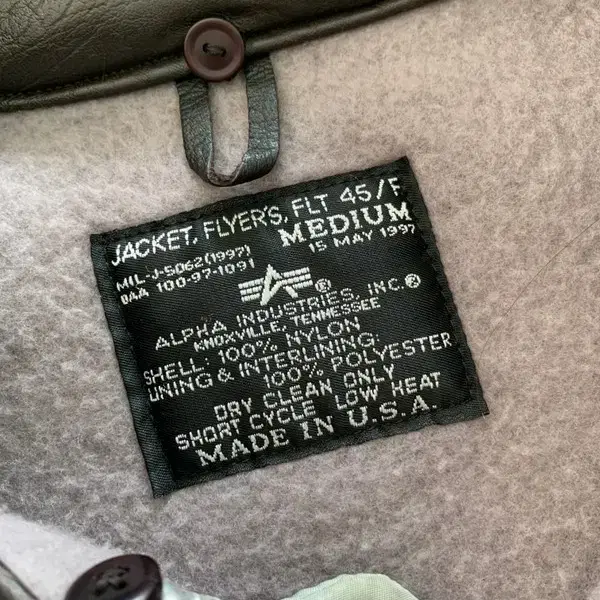 JACKET, FLYER'S, FLT 45/F
MEDIUM
MIL-J-5062(1997)
15 MAY 1997
0AA 100-97-1091
®
ALPHA INDUSTRIES, INC.®
KNOXVILLE, TENNESSEE
SHELL: 100% NYLON
LINING & INTERLINING:
100% POLYESTER
DRY CLEAN ONLY
SHORT CYCLE LOW HEAT
MADE IN U.S.A.